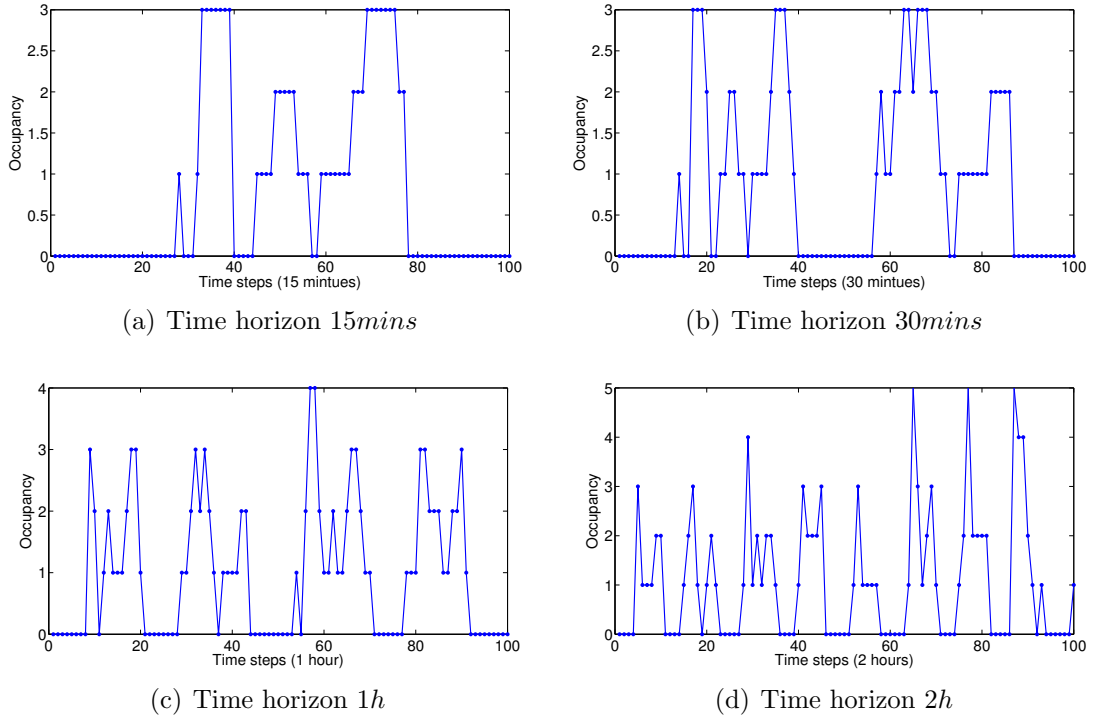 3
2.5
2
1.5
1
0.5
0
Occupancy
0 20 40 60 80 100
Time steps (15 mintues)
(a) Time horizon 15mins
3
2.5
2
1.5
1
0.5
0
Occupancy
0 20 40 60 80 100
Time steps (30 mintues)
(b) Time horizon 30mins
4
3
2
1
0
Occupancy
0 20 40 60 80 100
Time steps (1 hour)
(c) Time horizon 1h
5
4
3
2
1
0
Occupancy
0 20 40 60 80 100
Time steps (2 hours)
(d) Time horizon 2h